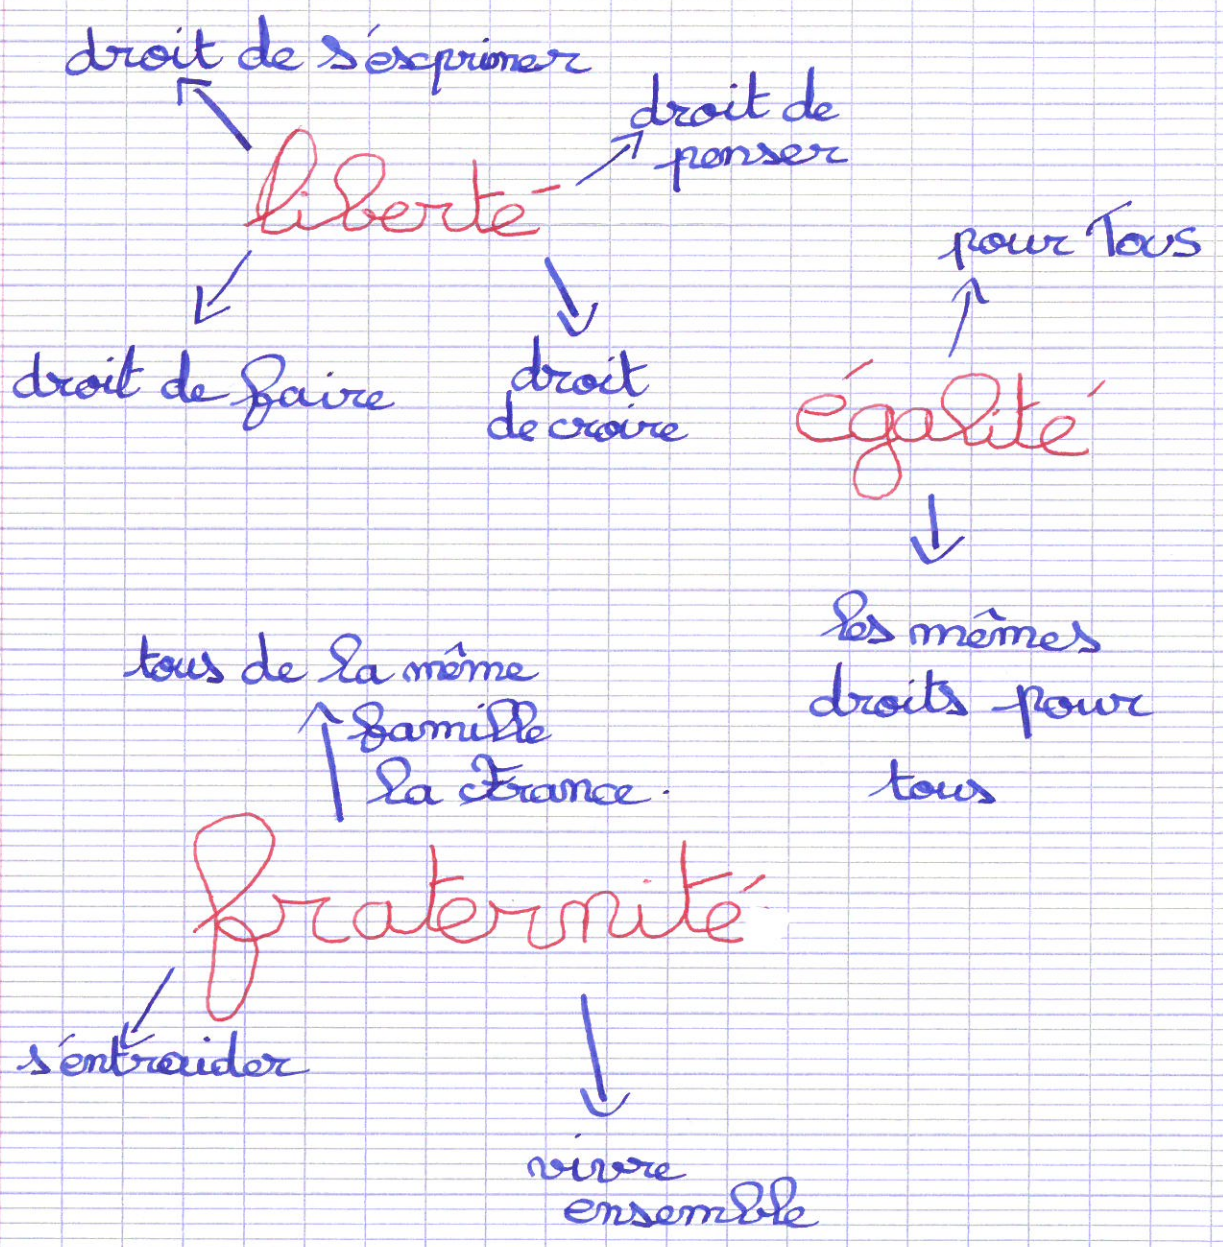 droit de s'exprimer
droit de
penser
liberté
pour Tous
droit de faire
droit
de croire
égalité
les mêmes
droits pour
tous
tous de la même
famille
la France.
fraternité
s'entraider
vivre
ensemble